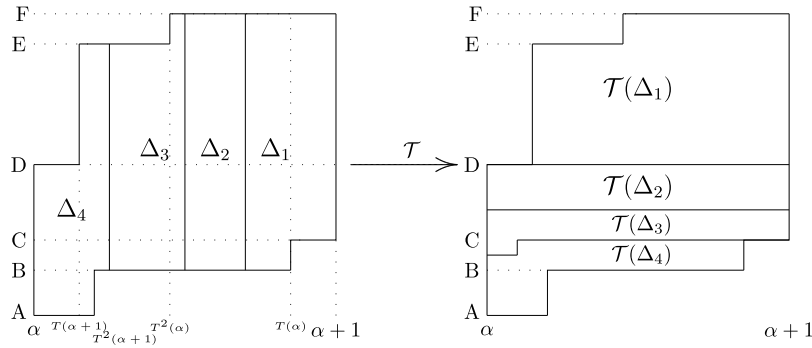 F
E
D
C
B
A
Δ₄
Δ₃
Δ₂
Δ₁
α
T(α + 1)
T²(α + 1)
T²(α)
T(α)
α + 1
𝒯
F
E
D
C
B
A
𝒯(Δ₁)
𝒯(Δ₂)
𝒯(Δ₃)
𝒯(Δ₄)
α
α + 1